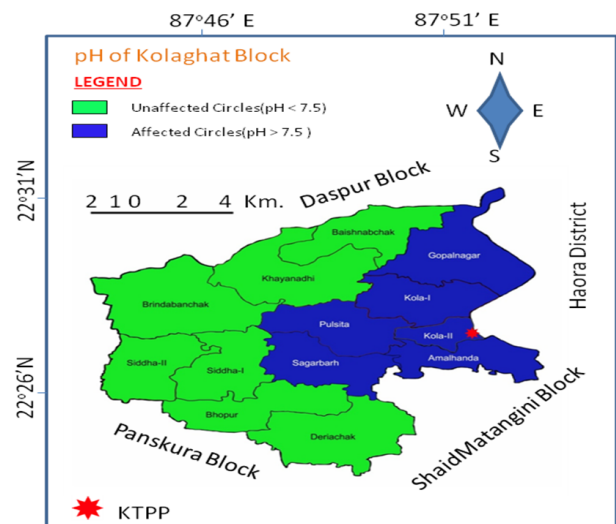 87°46’ E 87°51’ E
pH of Kolaghat Block
LEGEND
Unaffected Circles(pH < 7.5)
Affected Circles(pH > 7.5 )
N
W E
S
22°31’N
2 1 0 2 4 Km.
Daspur Block
Haora District
Baishnabchak
Gopalnagar
Khayanadhi
Brindabanchak
Kola-I
Pulsita
Kola-II
Amalhanda
Sagarbarh
Siddha-II
Siddha-I
22°26’N
Bhopur
Deriachak
Panskura Block
ShaidMatangini Block
KTPP